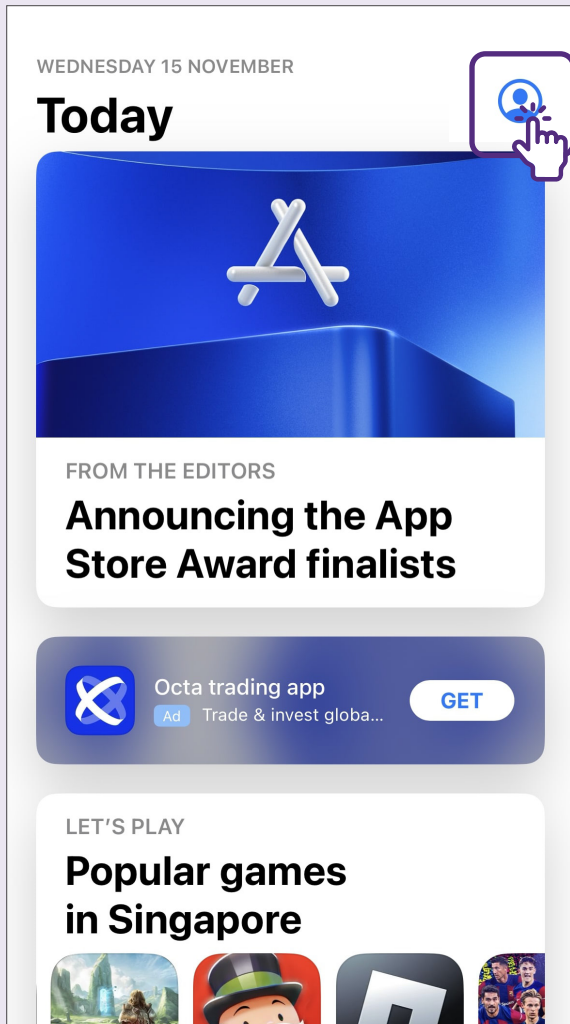 WEDNESDAY 15 NOVEMBER
Today
FROM THE EDITORS
Announcing the App
Store Award finalists
Octa trading app
GET
Ad Trade & invest globa...
LET’S PLAY
Popular games
in Singapore